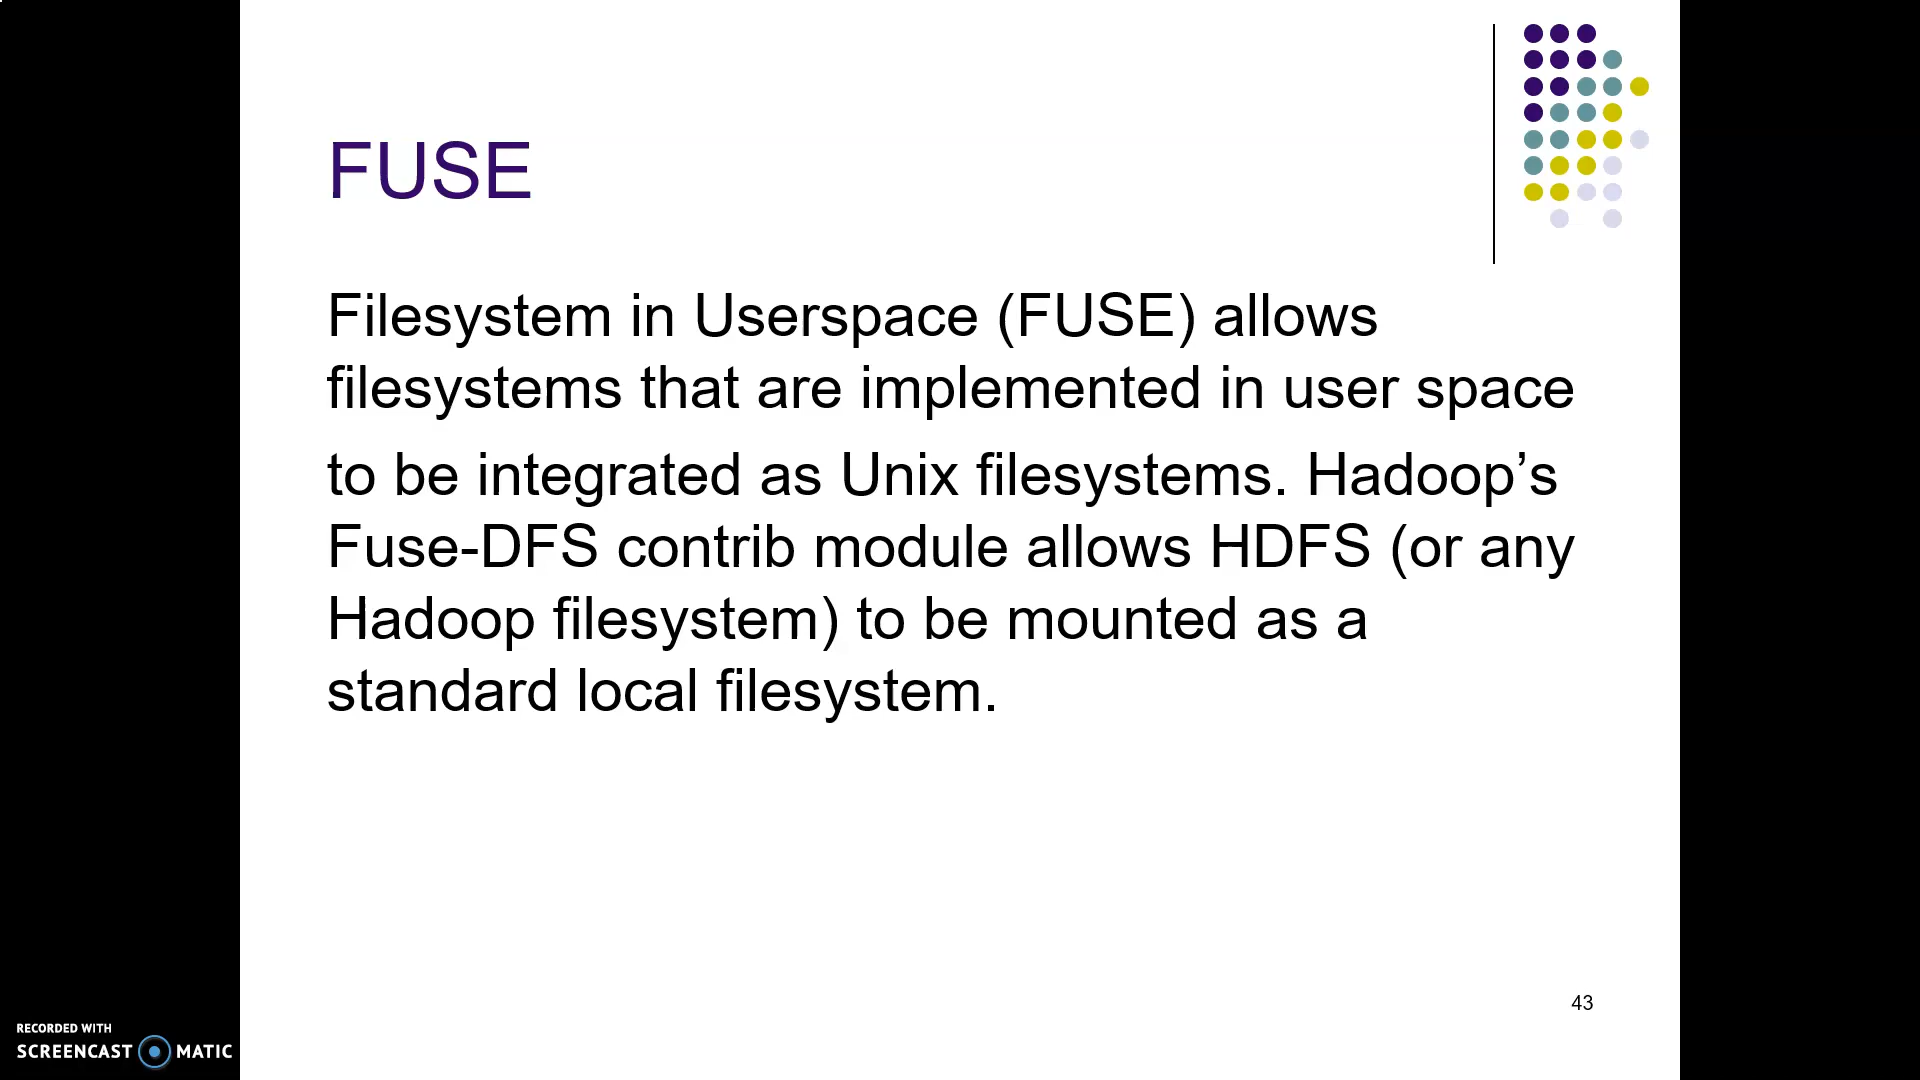 FUSE
Filesystem in Userspace (FUSE) allows
filesystems that are implemented in user space
to be integrated as Unix filesystems. Hadoop’s
Fuse-DFS contrib module allows HDFS (or any
Hadoop filesystem) to be mounted as a
standard local filesystem.
43
RECORDED WITH
SCREENCAST MATIC